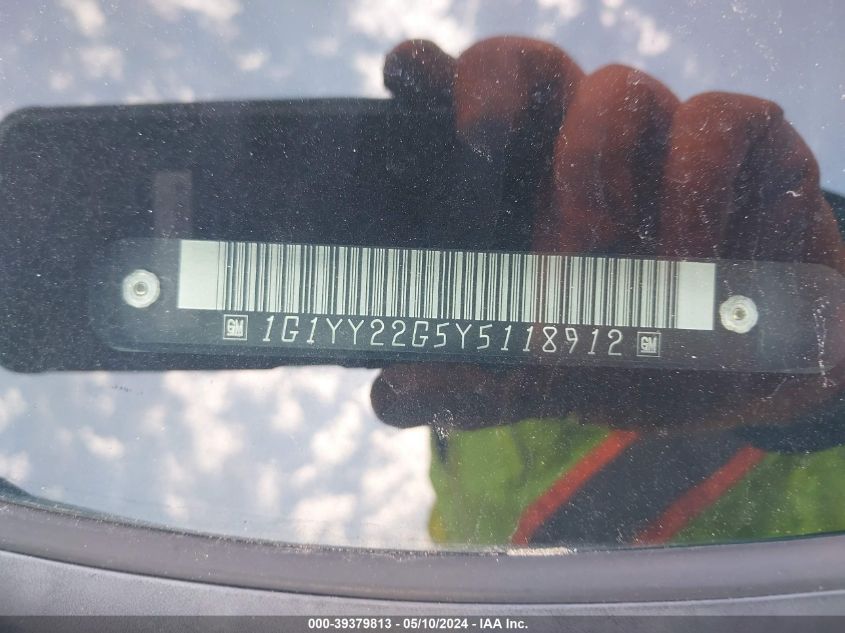 GM 1G1YY22G5Y5118912 GM
000-39379813 - 05/10/2024 - IAA Inc.